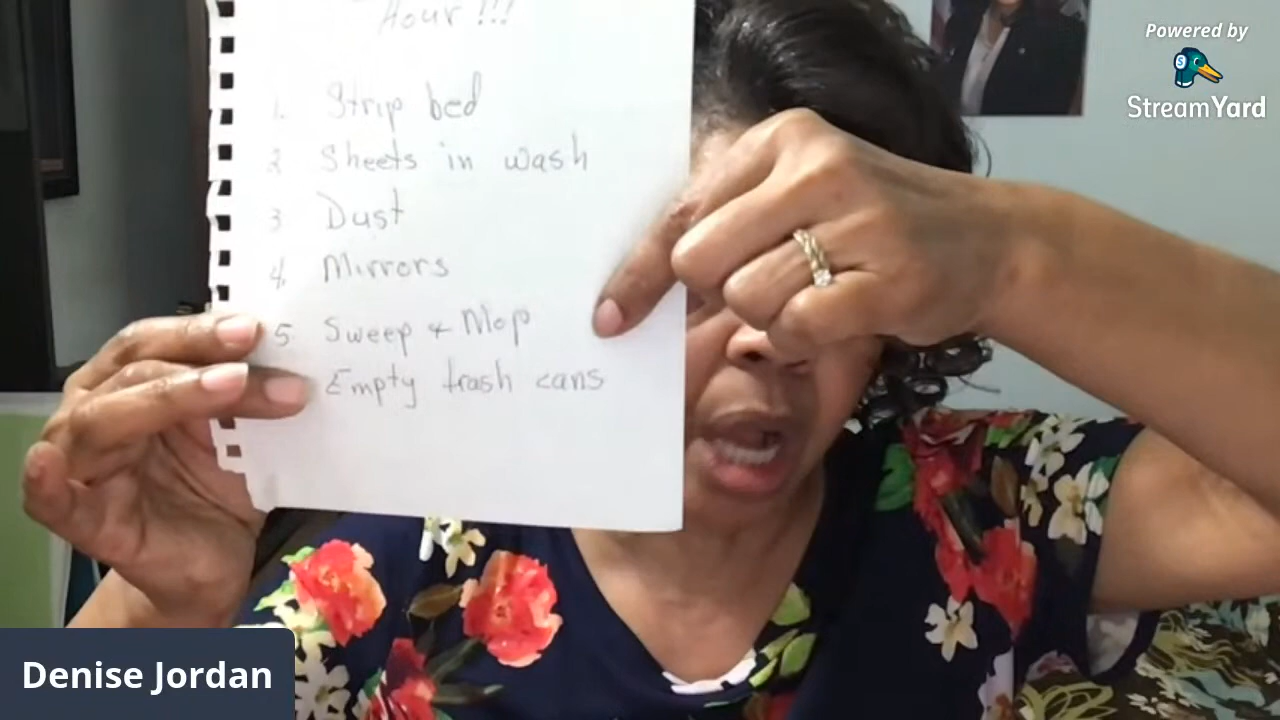 Hour!!!
1. Strip bed
2 Sheets in wash
3 Dust
4. Mirrors
5. Sweep & Mop
Empty trash cans
Powered by
StreamYard
Denise Jordan